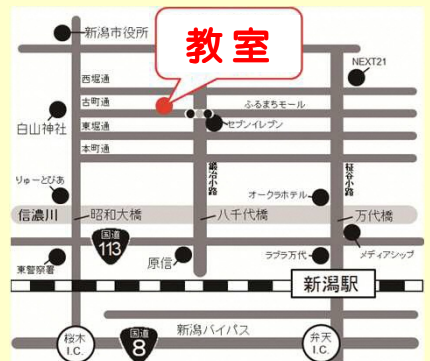 新潟市役所
教室
NEXT21
西堀通
古町通
ふるまちモール
白山神社
東堀通
セブンイレブン
本町通
鍛冶小路
柾谷小路
りゅーとぴあ
オークラホテル
信濃川
昭和大橋
八千代橋
万代橋
国道
113
東警察署
原信
ラブラ万代
メディアシップ
新潟駅
桜木
I.C.
国道
8
新潟バイパス
弁天
I.C.